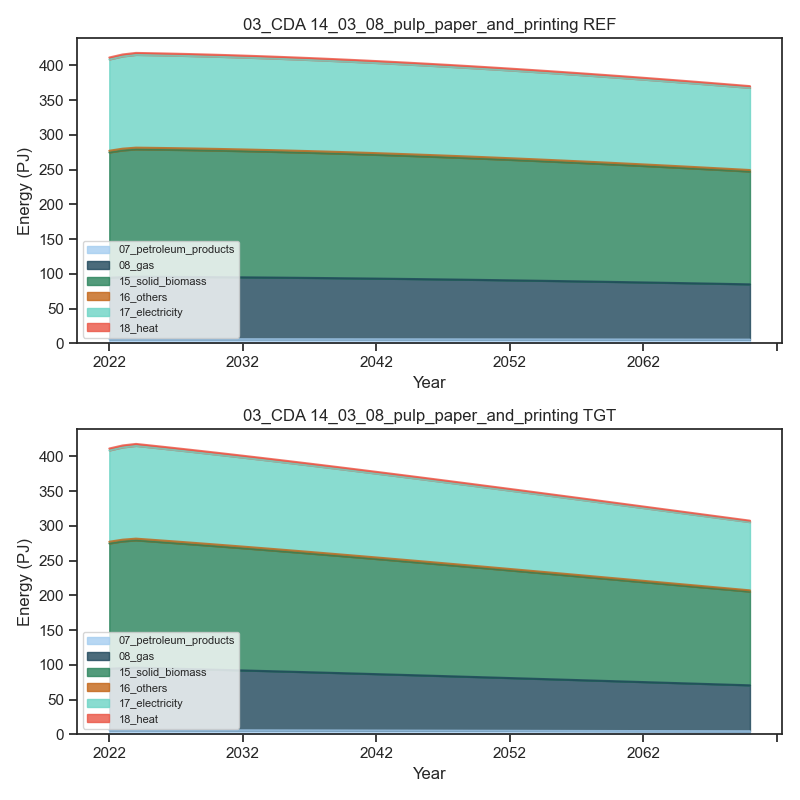 03_CDA 14_03_08_pulp_paper_and_printing REF
400
350
300
250
200
150
100
50
0
Energy (PJ)
07_petroleum_products
08_gas
15_solid_biomass
16_others
17_electricity
18_heat
2022 2032 2042 2052 2062
Year
03_CDA 14_03_08_pulp_paper_and_printing TGT
400
350
300
250
200
150
100
50
0
Energy (PJ)
07_petroleum_products
08_gas
15_solid_biomass
16_others
17_electricity
18_heat
2022 2032 2042 2052 2062
Year